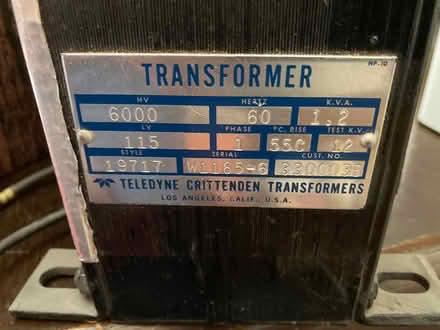 NP-10
TRANSFORMER
HV HERTZ K.V.A.
6000 60 1.2
LV PHASE °C. RISE TEST K.V.
115 1 55C 12
STYLE SERIAL CUST. NO.
19717 W1165-6
TELEDYNE CRITTENDEN TRANSFORMERS
LOS ANGELES, CALIF., U.S.A.